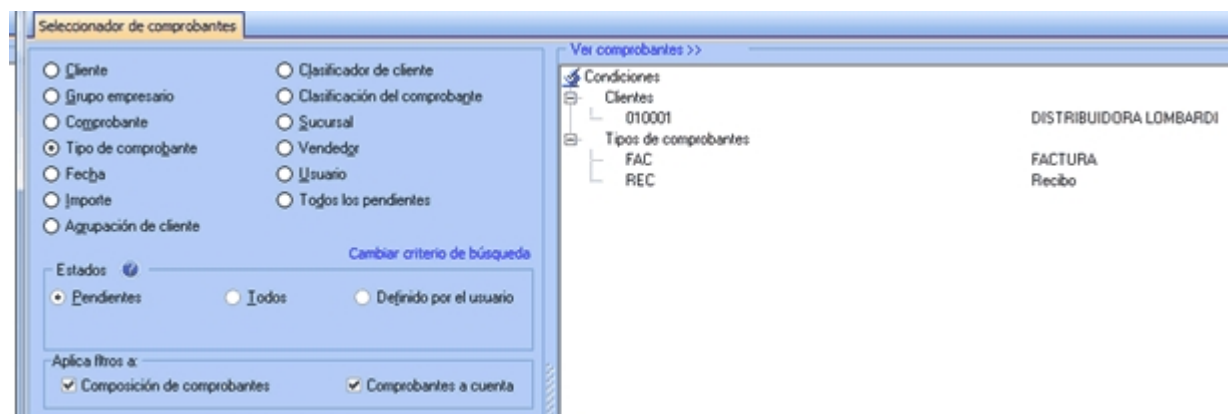 Seleccionador de comprobantes
Cliente
Grupo empresario
Comprobante
Tipo de comprobante
Fecha
Importe
Agrupación de cliente
Clasificador de cliente
Clasificación del comprobante
Sucursal
Vendedor
Usuario
Todos los pendientes
Cambiar criterio de búsqueda
Estados
Pendientes Todos Definido por el usuario
Aplica filtros a:
Composición de comprobantes Comprobantes a cuenta
Ver comprobantes >>
Condiciones
Clientes
010001 DISTRIBUIDORA LOMBARDI
Tipos de comprobantes
FAC FACTURA
REC Recibo